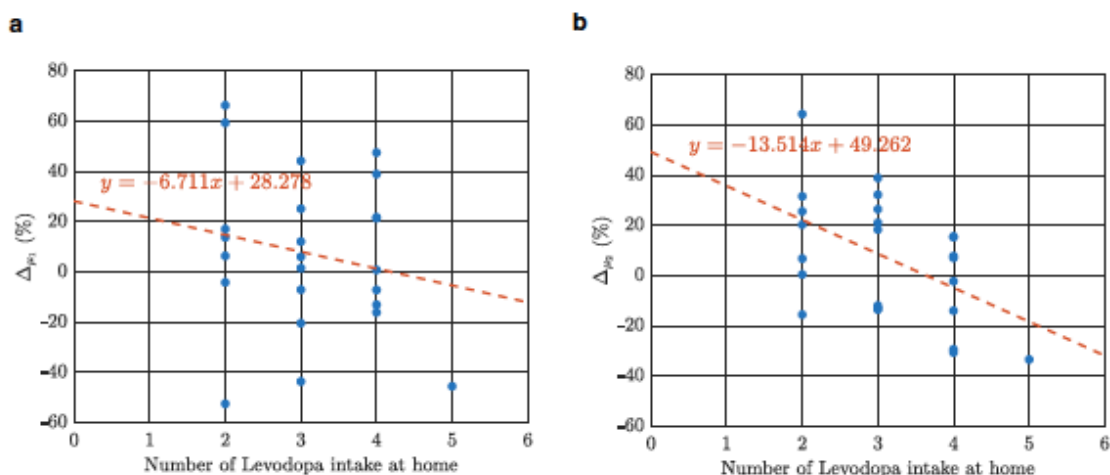 a
80
60
40
20
0
–20
–40
–60
Δμ₁ (%)
y = −6.711x + 28.278
0 1 2 3 4 5 6
Number of Levodopa intake at home
b
80
60
40
20
0
–20
–40
–60
Δμ₂ (%)
y = −13.514x + 49.262
0 1 2 3 4 5 6
Number of Levodopa intake at home